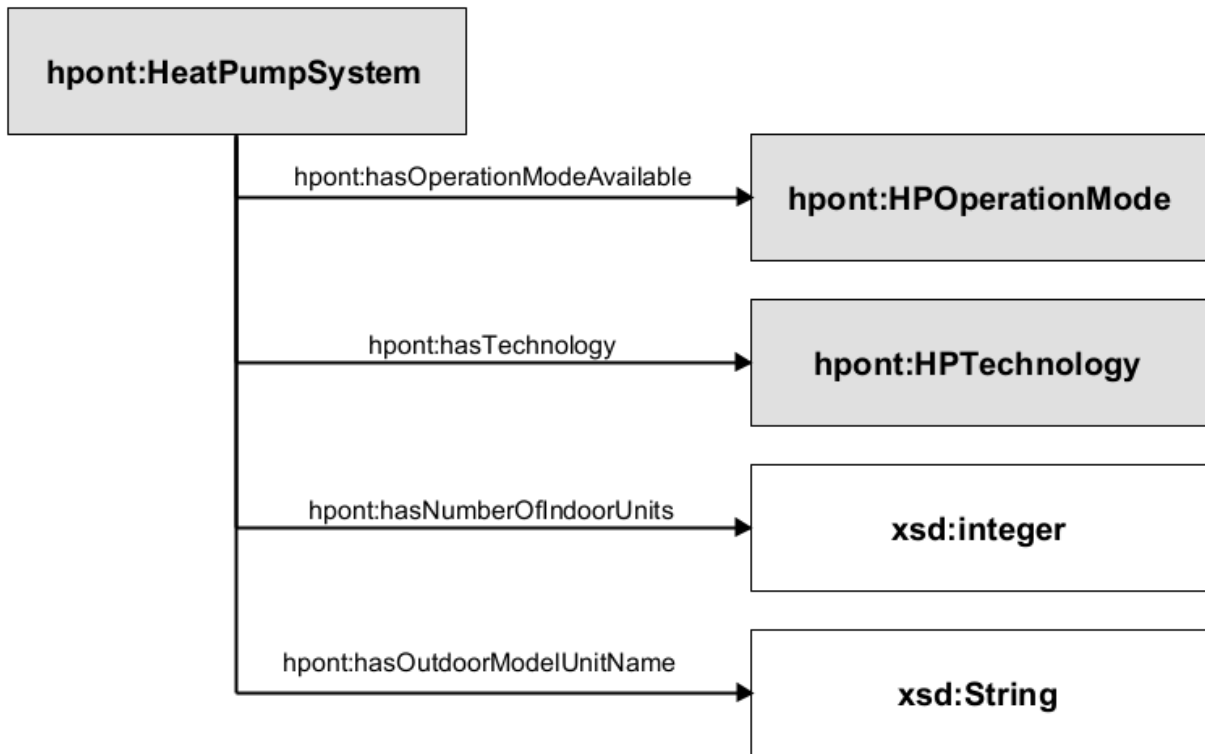 hpont:HeatPumpSystem
hpont:hasOperationModeAvailable
hpont:HPOperationMode
hpont:hasTechnology
hpont:HPTechnology
hpont:hasNumberOfIndoorUnits
xsd:integer
hpont:hasOutdoorModelUnitName
xsd:String